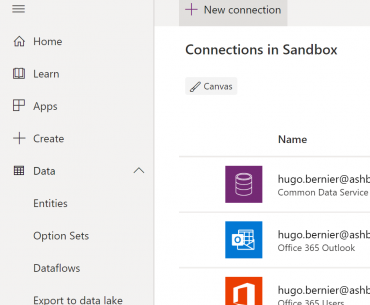 + New connection
Home
Learn
Apps
Create
Data
Entities
Option Sets
Dataflows
Export to data lake
Connections in Sandbox
Canvas
Name
hugo.bernier@ashb
Common Data Service
hugo.bernier@ashb
Office 365 Outlook
hugo.bernier@ashb
Office 365 Users